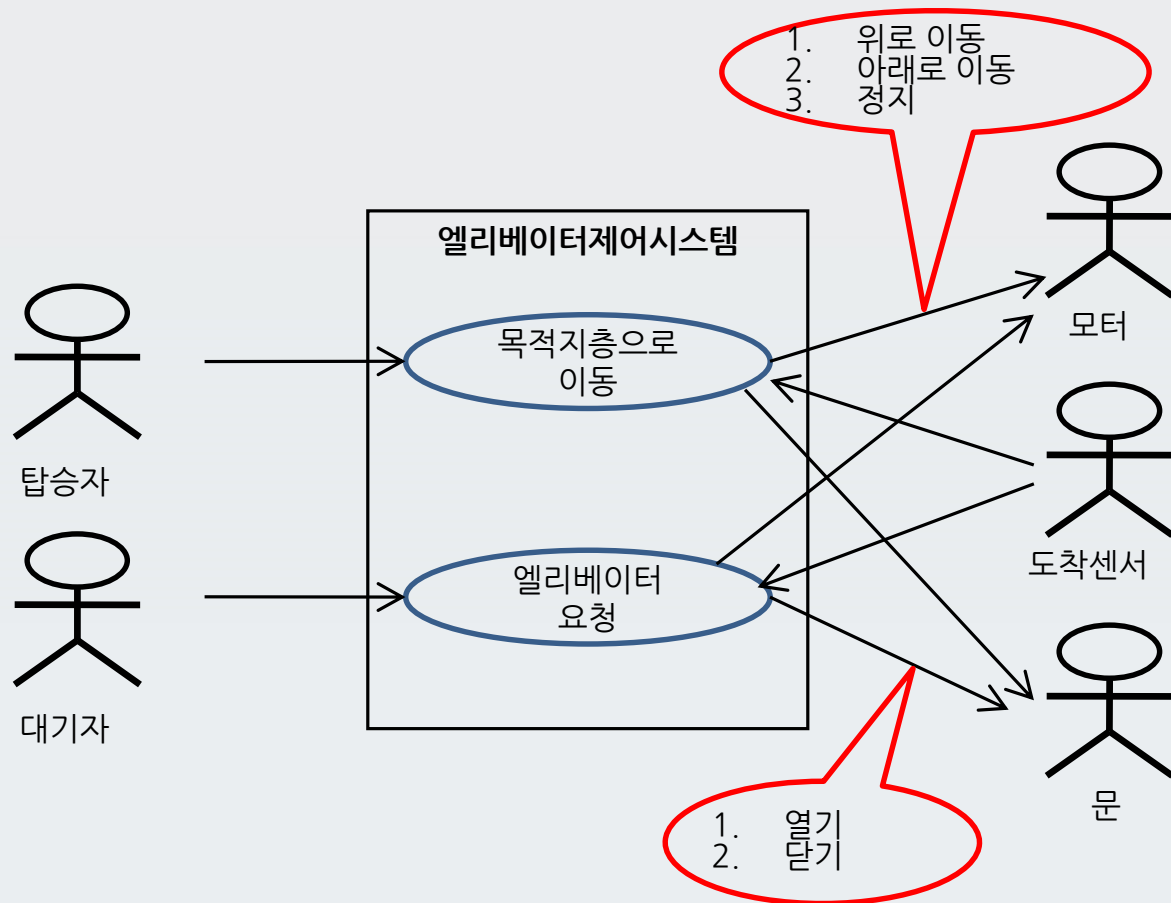 1. 위로 이동
2. 아래로 이동
3. 정지
엘리베이터제어시스템
목적지층으로
이동
모터
탑승자
도착센서
엘리베이터
요청
대기자
문
1. 열기
2. 닫기